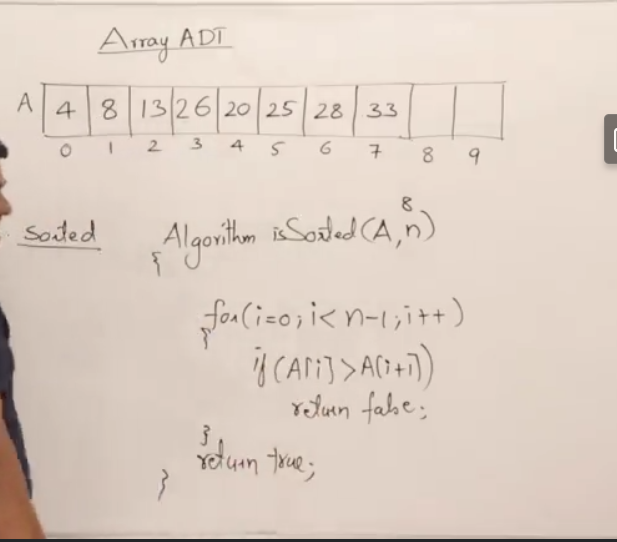 Array ADT
A 4 8 13 26 20 25 28 33
0 1 2 3 4 5 6 7 8 9
8
Sorted Algorithm isSorted(A,n)
{
for(i=0;i<n-1;i++)
{
if(A[i]>A[i+1])
return false;
}
return true;
}